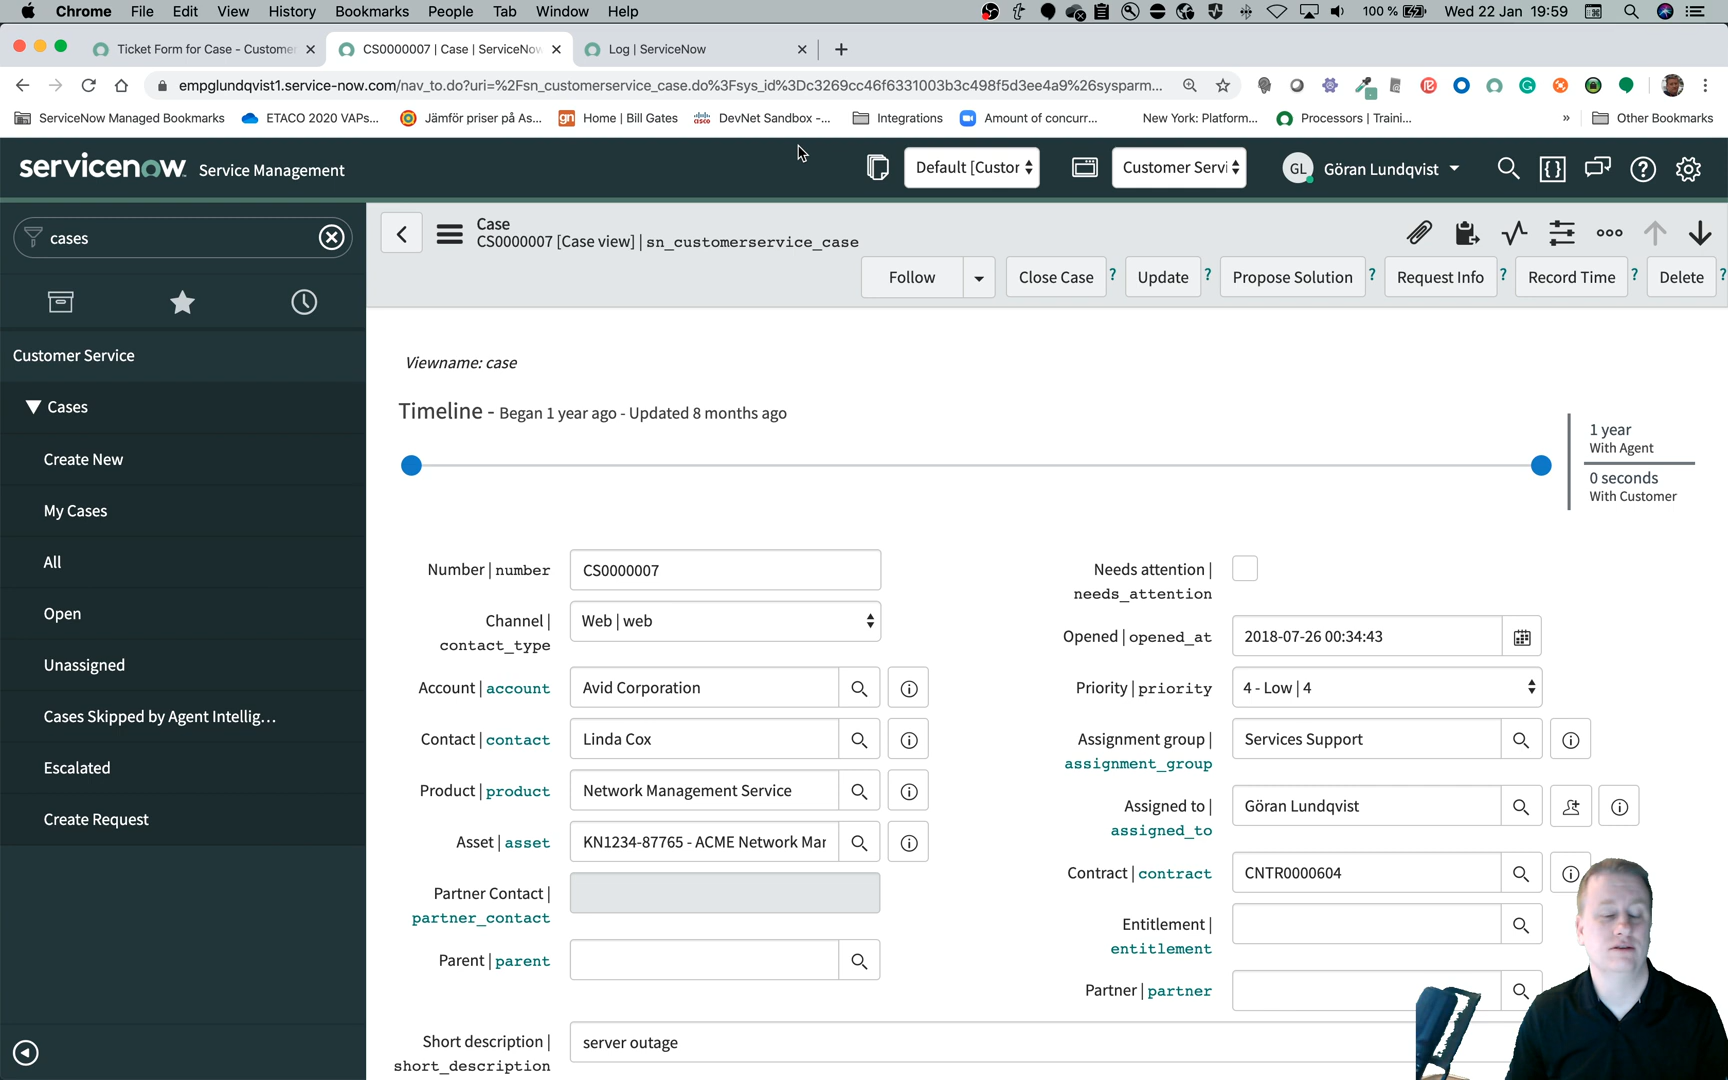 Chrome File Edit View History Bookmarks People Tab Window Help 100 % Wed 22 Jan 19:59
Ticket Form for Case - Custome CS0000007 | Case | ServiceNow Log | ServiceNow
empglundqvist1.service-now.com/nav_to.do?uri=%2Fsn_customerservice_case.do%3Fsys_id%3Dc3269cc46f6331003b3c498f5d3ee4a9%26sysparm...
ServiceNow Managed Bookmarks ETACO 2020 VAPs... Jämför priser på As... gn Home | Bill Gates DevNet Sandbox -... Integrations Amount of concurr... New York: Platform... Processors | Traini... » Other Bookmarks
servicenow Service Management Default [Custor Customer Servi GL Göran Lundqvist
cases
Case
CS0000007 [Case view] | sn_customerservice_case
Follow Close Case ? Update ? Propose Solution ? Request Info ? Record Time ? Delete ?
Customer Service
Cases
Create New
My Cases
All
Open
Unassigned
Cases Skipped by Agent Intellig...
Escalated
Create Request
Viewname: case
Timeline - Began 1 year ago - Updated 8 months ago
1 year
With Agent
0 seconds
With Customer
Number | number CS0000007
Channel | contact_type Web | web
Account | account Avid Corporation
Contact | contact Linda Cox
Product | product Network Management Service
Asset | asset KN1234-87765 - ACME Network Mar
Partner Contact | partner_contact
Parent | parent
Needs attention | needs_attention
Opened | opened_at 2018-07-26 00:34:43
Priority | priority 4 - Low | 4
Assignment group | assignment_group Services Support
Assigned to | assigned_to Göran Lundqvist
Contract | contract CNTR0000604
Entitlement | entitlement
Partner | partner
Short description | short_description server outage